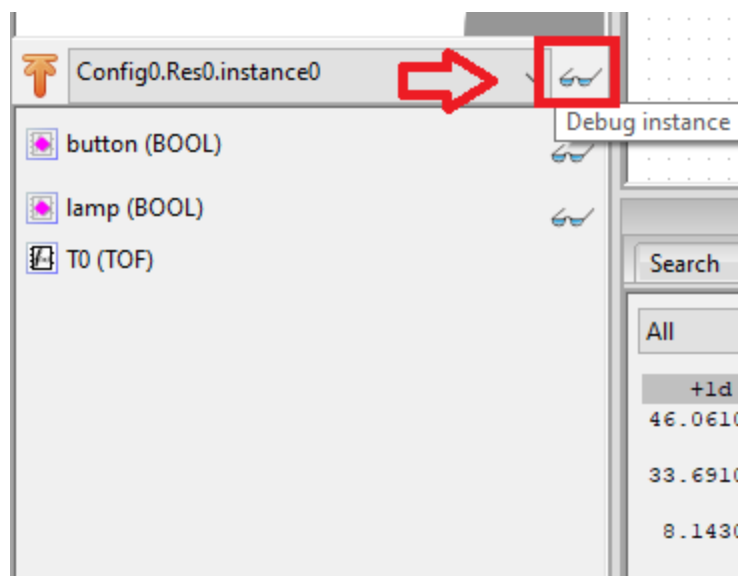 Config0.Res0.instance0
Debug instance
button (BOOL)
lamp (BOOL)
T0 (TOF)
Search
All
+1d
46.0610
33.6910
8.1430